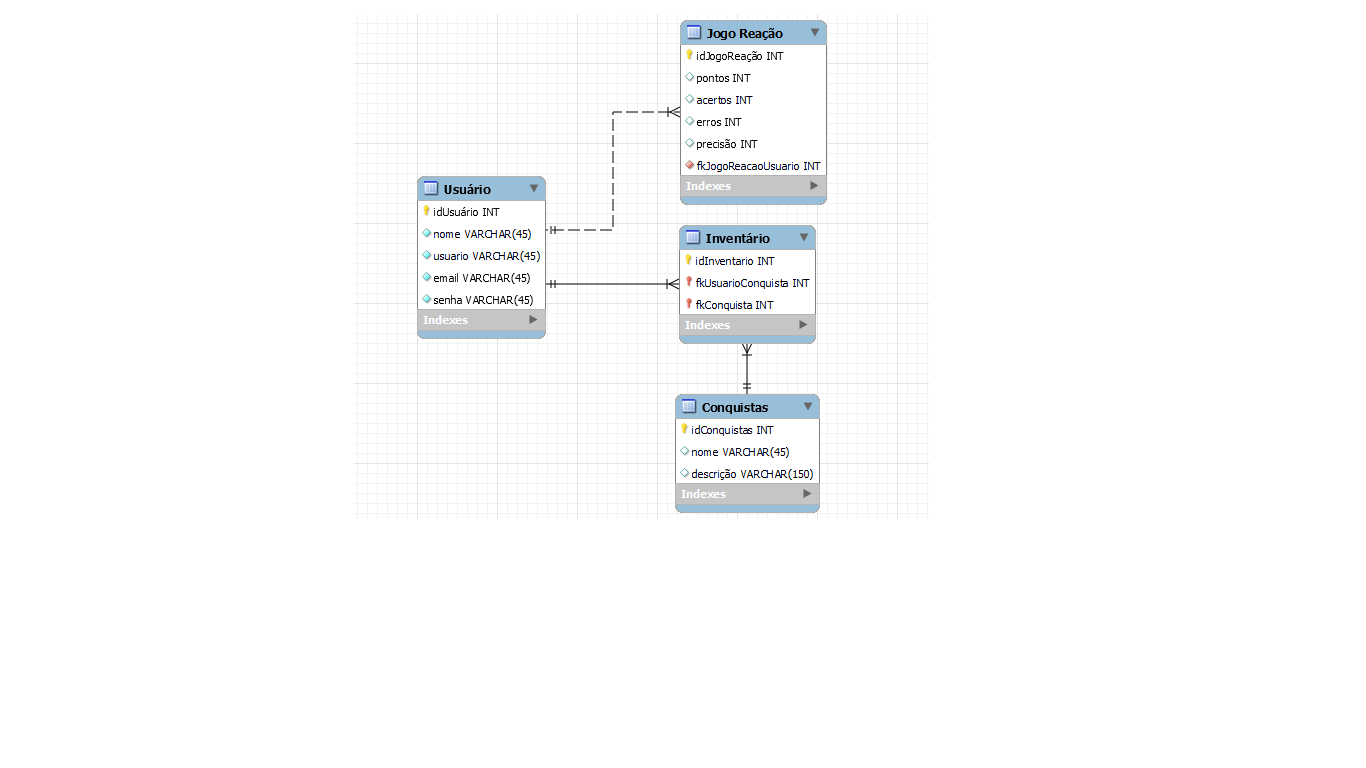 Jogo Reação
idJogoReação INT
pontos INT
acertos INT
erros INT
precisão INT
fkJogoReacaoUsuario INT
Indexes
Usuário
idUsuário INT
nome VARCHAR(45)
usuario VARCHAR(45)
email VARCHAR(45)
senha VARCHAR(45)
Indexes
Inventário
idInventario INT
fkUsuarioConquista INT
fkConquista INT
Indexes
Conquistas
idConquistas INT
nome VARCHAR(45)
descrição VARCHAR(150)
Indexes